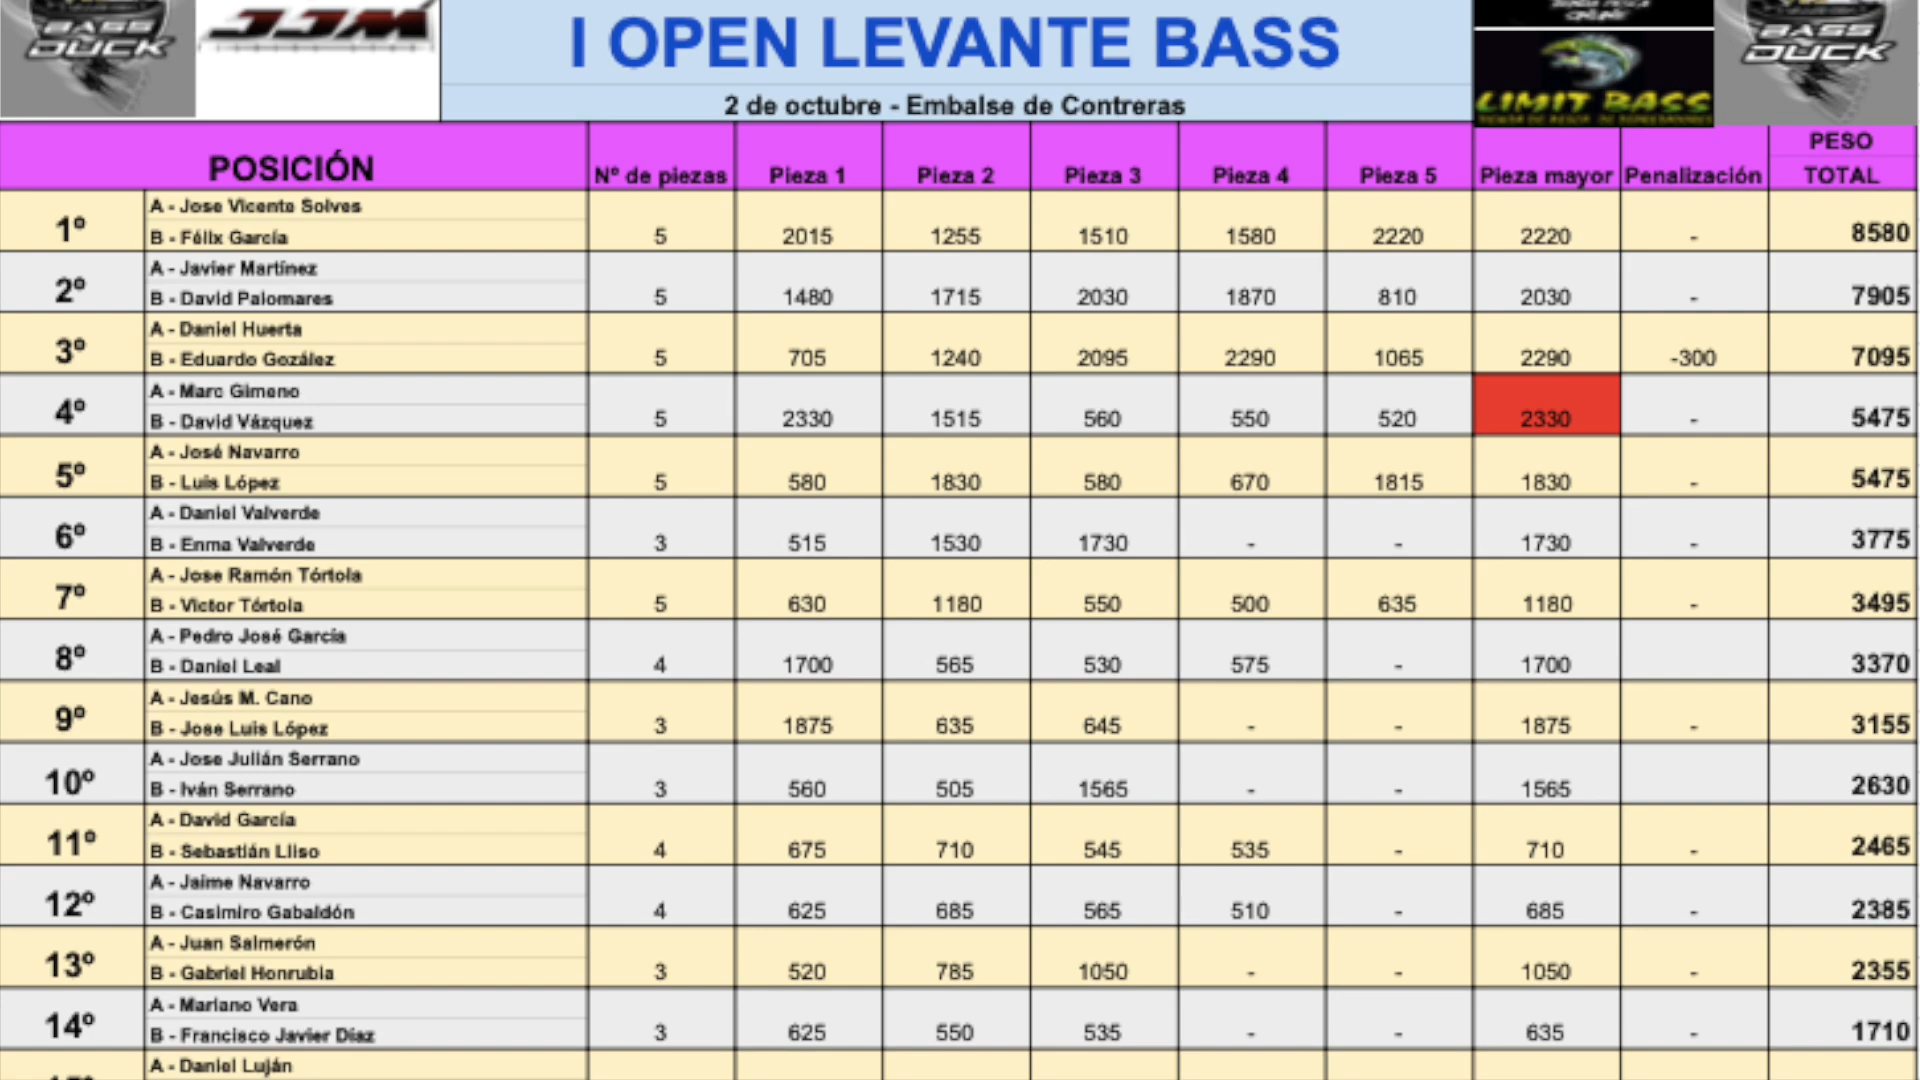 BASS
DUCK
JJM
I OPEN LEVANTE BASS
2 de octubre - Embalse de Contreras
ONLINE
LIMIT BASS
BASS
DUCK
POSICIÓN Nº de piezas Pieza 1 Pieza 2 Pieza 3 Pieza 4 Pieza 5 Pieza mayor Penalización PESO TOTAL
1º A - Jose Vicente Solves
B - Félix García 5 2015 1255 1510 1580 2220 2220 - 8580
2º A - Javier Martínez
B - David Palomares 5 1480 1715 2030 1870 810 2030 - 7905
3º A - Daniel Huerta
B - Eduardo Gozález 5 705 1240 2095 2290 1065 2290 -300 7095
4º A - Marc Gimeno
B - David Vázquez 5 2330 1515 560 550 520 2330 - 5475
5º A - José Navarro
B - Luis López 5 580 1830 580 670 1815 1830 - 5475
6º A - Daniel Valverde
B - Enma Valverde 3 515 1530 1730 - - 1730 - 3775
7º A - Jose Ramón Tórtola
B - Victor Tórtola 5 630 1180 550 500 635 1180 - 3495
8º A - Pedro José García
B - Daniel Leal 4 1700 565 530 575 - 1700 3370
9º A - Jesús M. Cano
B - Jose Luis López 3 1875 635 645 - - 1875 - 3155
10º A - Jose Julián Serrano
B - Iván Serrano 3 560 505 1565 - - 1565 2630
11º A - David García
B - Sebastián Lliso 4 675 710 545 535 - 710 - 2465
12º A - Jaime Navarro
B - Casimiro Gabaldón 4 625 685 565 510 - 685 - 2385
13º A - Juan Salmerón
B - Gabriel Honrubia 3 520 785 1050 - - 1050 - 2355
14º A - Mariano Vera
B - Francisco Javier Díaz 3 625 550 535 - - 635 - 1710
A - Daniel Luján